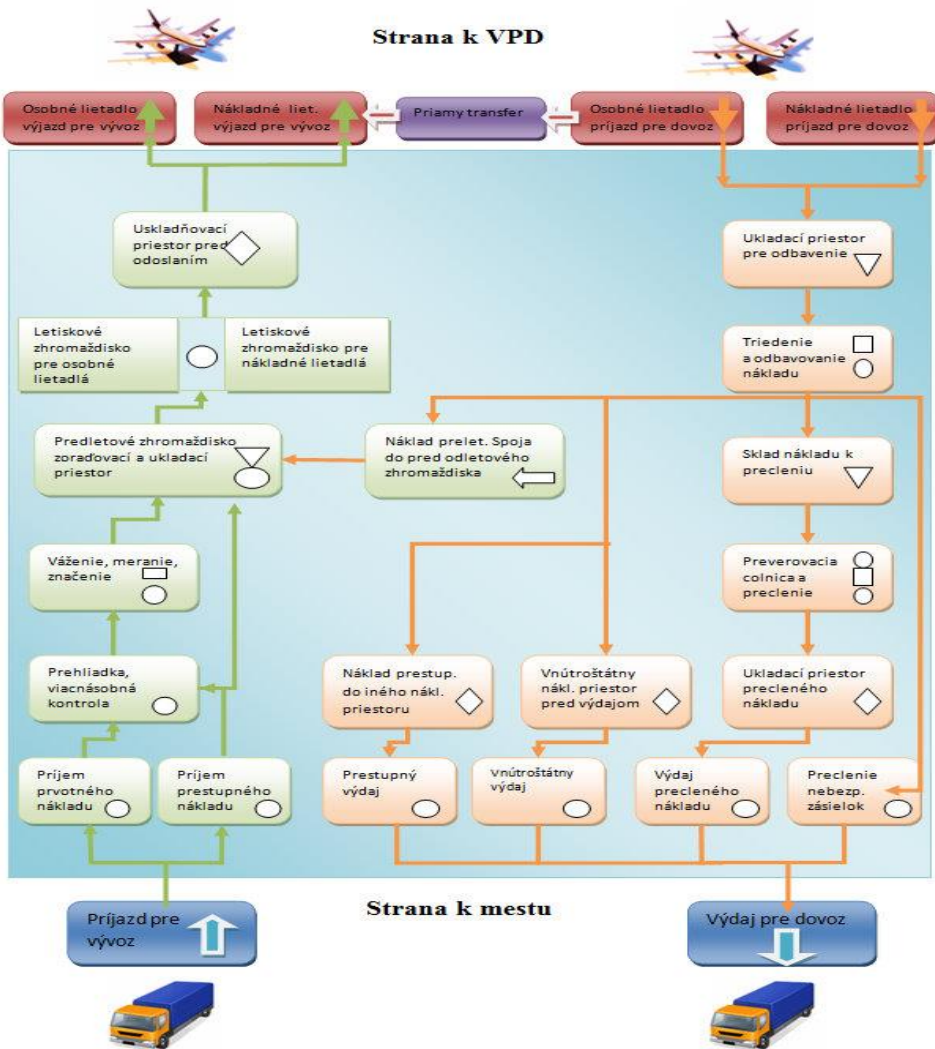 Strana k VPD
Osobné lietadlo
výjazd pre vývoz
Nákladné liet.
výjazd pre vývoz
Priamy transfer
Osobné lietadlo
príjazd pre dovoz
Nákladné lietadlo
príjazd pre dovoz
Uskladňovací
priestor pred
odoslaním
Ukladací priestor
pre odbavenie
Letiskové
zhromaždisko
pre osobné
lietadlá
Letiskové
zhromaždisko pre
nákladné lietadlá
Triedenie
a odbavovanie
nákladu
Predletové zhromaždisko
zoraďovací a ukladací
priestor
Náklad prelet. Spoja
do pred odletového
zhromaždiska
Sklad nákladu k
precleniu
Váženie, meranie,
značenie
Preverovacia
colnica a
preclenie
Prehliadka,
viacnásobná
kontrola
Náklad prestup.
do iného nákl.
priestoru
Vnútroštátny
nákl. priestor
pred výdajom
Ukladací priestor
precleného
nákladu
Príjem
prvotného
nákladu
Príjem
prestupného
nákladu
Prestupný
výdaj
Vnútroštátny
výdaj
Výdaj
precleného
nákladu
Preclenie
nebezp.
zásielok
Príjazd pre
vývoz
Strana k mestu
Výdaj pre dovoz